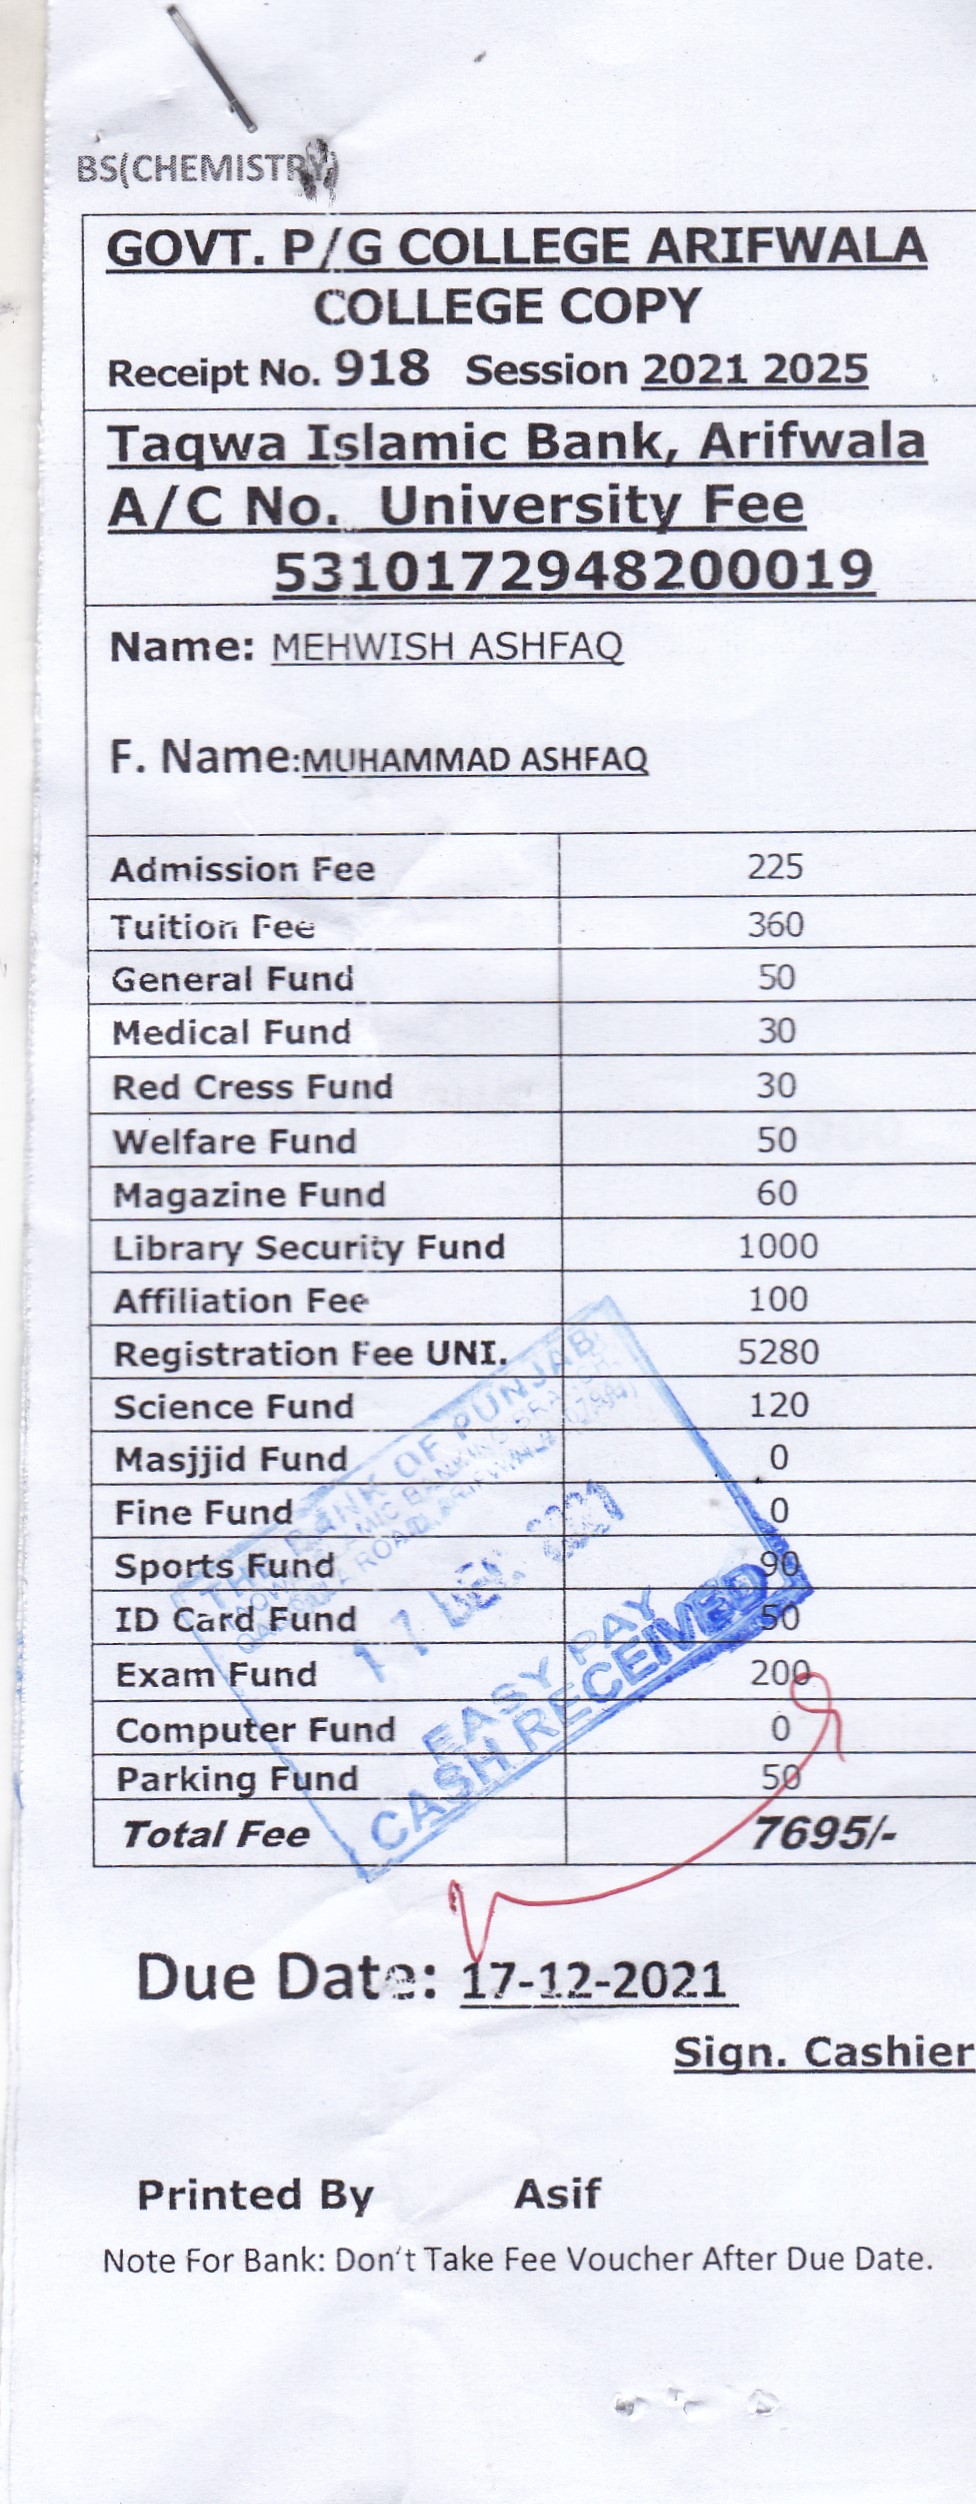 BS(CHEMISTRY)
GOVT. P/G COLLEGE ARIFWALA
COLLEGE COPY
Receipt No. 918 Session 2021 2025
Taqwa Islamic Bank, Arifwala
A/C No. University Fee
5310172948200019
Name: MEHWISH ASHFAQ
F. Name:MUHAMMAD ASHFAQ
Admission Fee 225
Tuition Fee 360
General Fund 50
Medical Fund 30
Red Cress Fund 30
Welfare Fund 50
Magazine Fund 60
Library Security Fund 1000
Affiliation Fee 100
Registration Fee UNI. 5280
Science Fund 120
Masjjid Fund 0
Fine Fund 0
Sports Fund 90
ID Card Fund 50
Exam Fund 200
Computer Fund 0
Parking Fund 50
Total Fee 7695/-
THE BANK OF PUNJAB
BANKING BRANCH
ROAD ARIFWALA
17 DEC 2021
EASY PAY
CASH RECEIVED
Due Date: 17-12-2021
Sign. Cashier
Printed By Asif
Note For Bank: Don't Take Fee Voucher After Due Date.